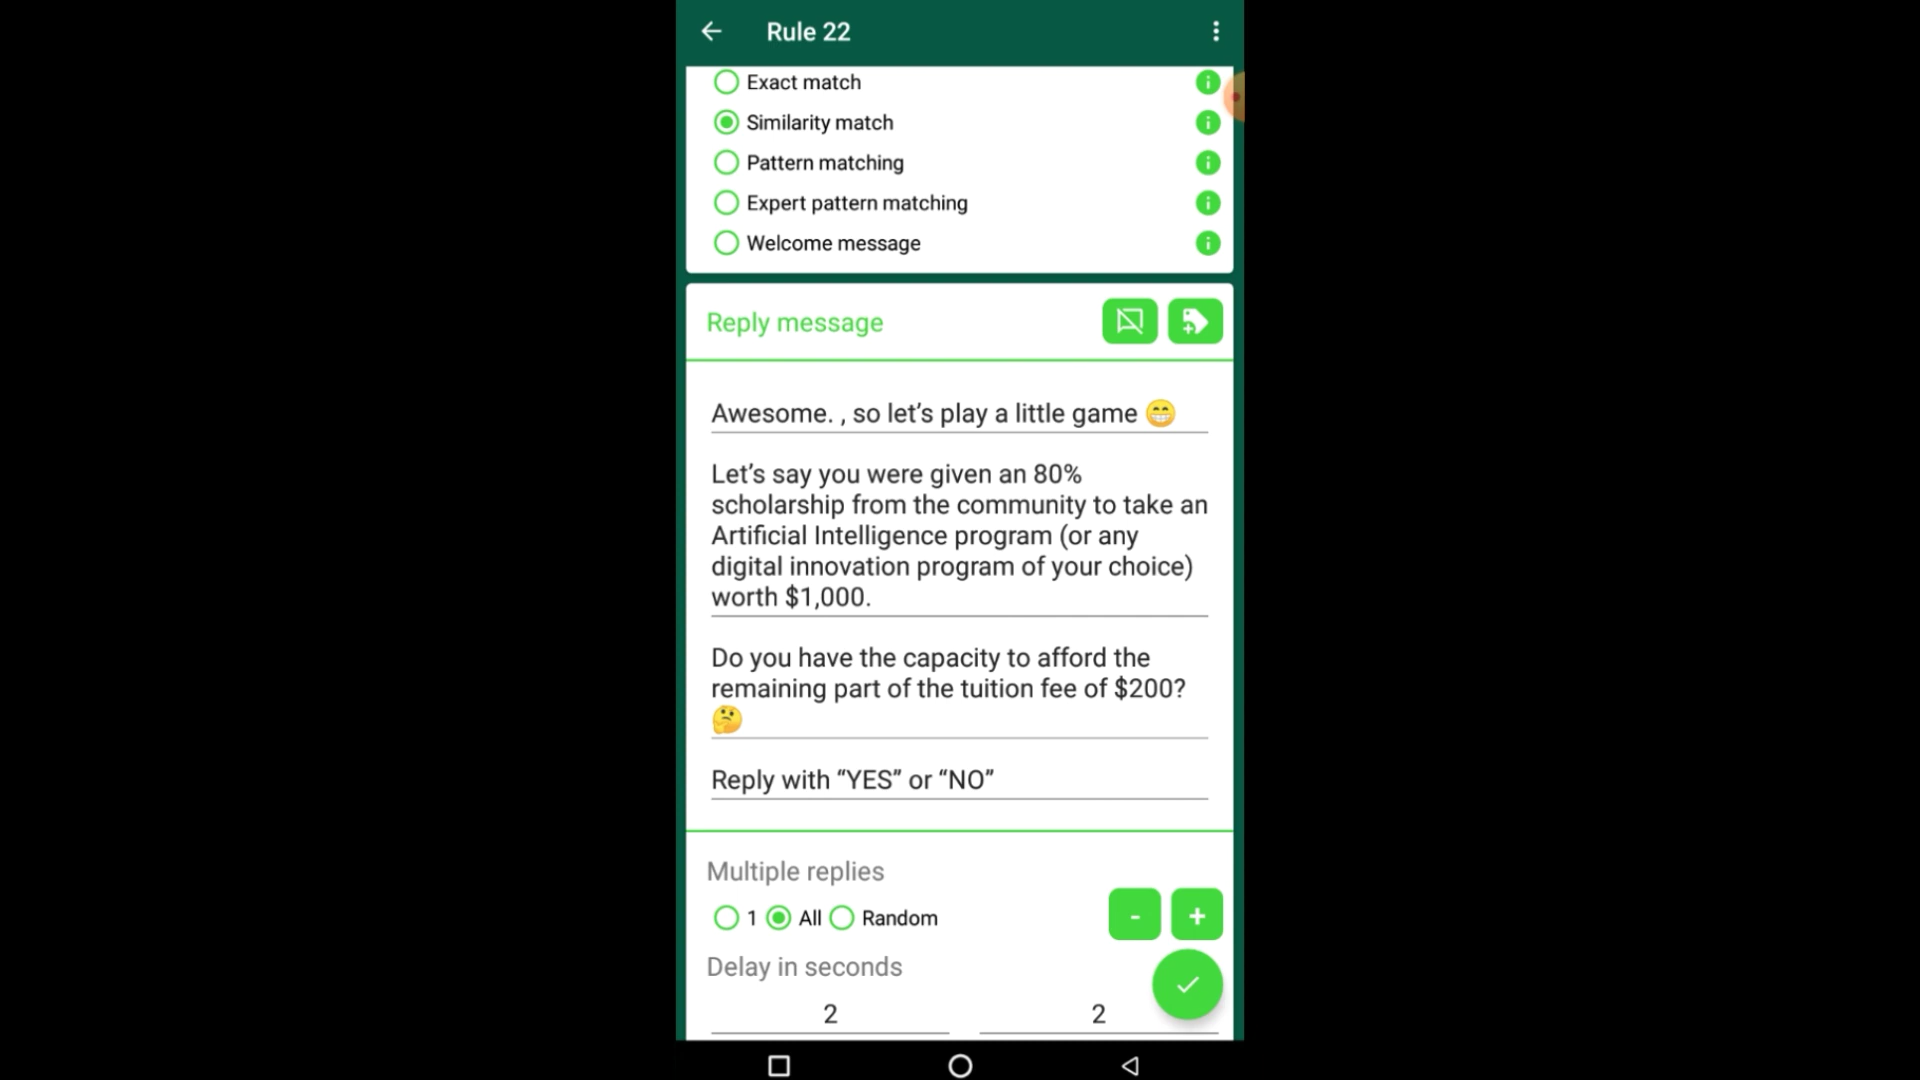 Rule 22
Exact match
Similarity match
Pattern matching
Expert pattern matching
Welcome message
Reply message
Awesome. , so let’s play a little game 😁
Let’s say you were given an 80%
scholarship from the community to take an
Artificial Intelligence program (or any
digital innovation program of your choice)
worth $1,000.
Do you have the capacity to afford the
remaining part of the tuition fee of $200?
🤔
Reply with “YES” or “NO”
Multiple replies
1 All Random - +
Delay in seconds
2 2